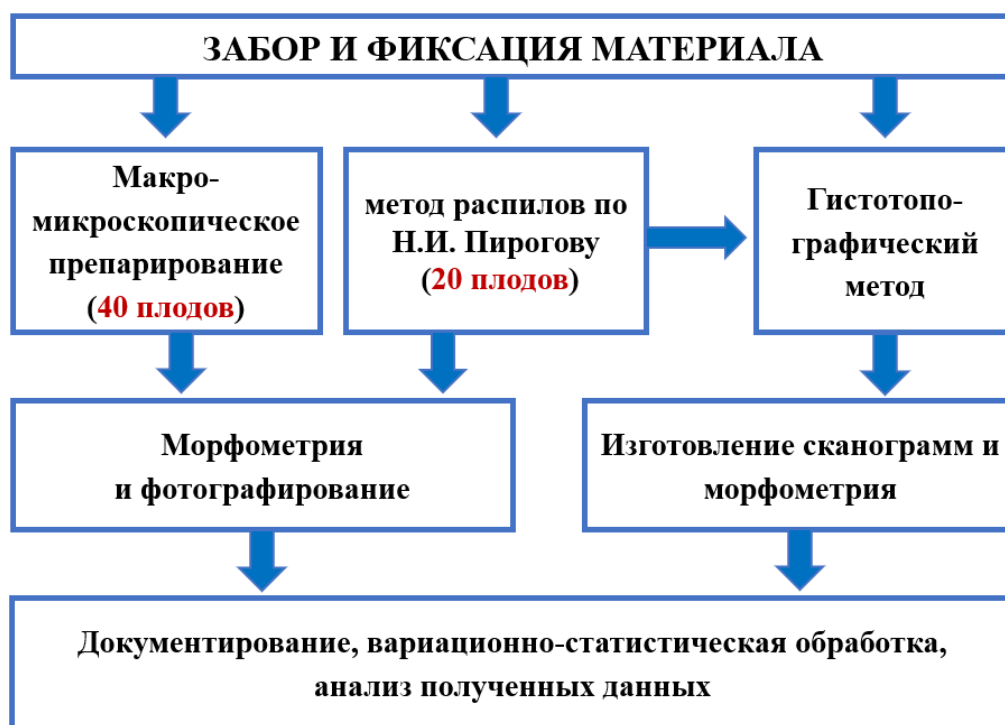 ЗАБОР И ФИКСАЦИЯ МАТЕРИАЛА
Макро-
микроскопическое
препарирование
(40 плодов)
метод распилов по
Н.И. Пирогову
(20 плодов)
Гистотопо-
графический
метод
Морфометрия
и фотографирование
Изготовление сканограмм и
морфометрия
Документирование, вариационно-статистическая обработка,
анализ полученных данных